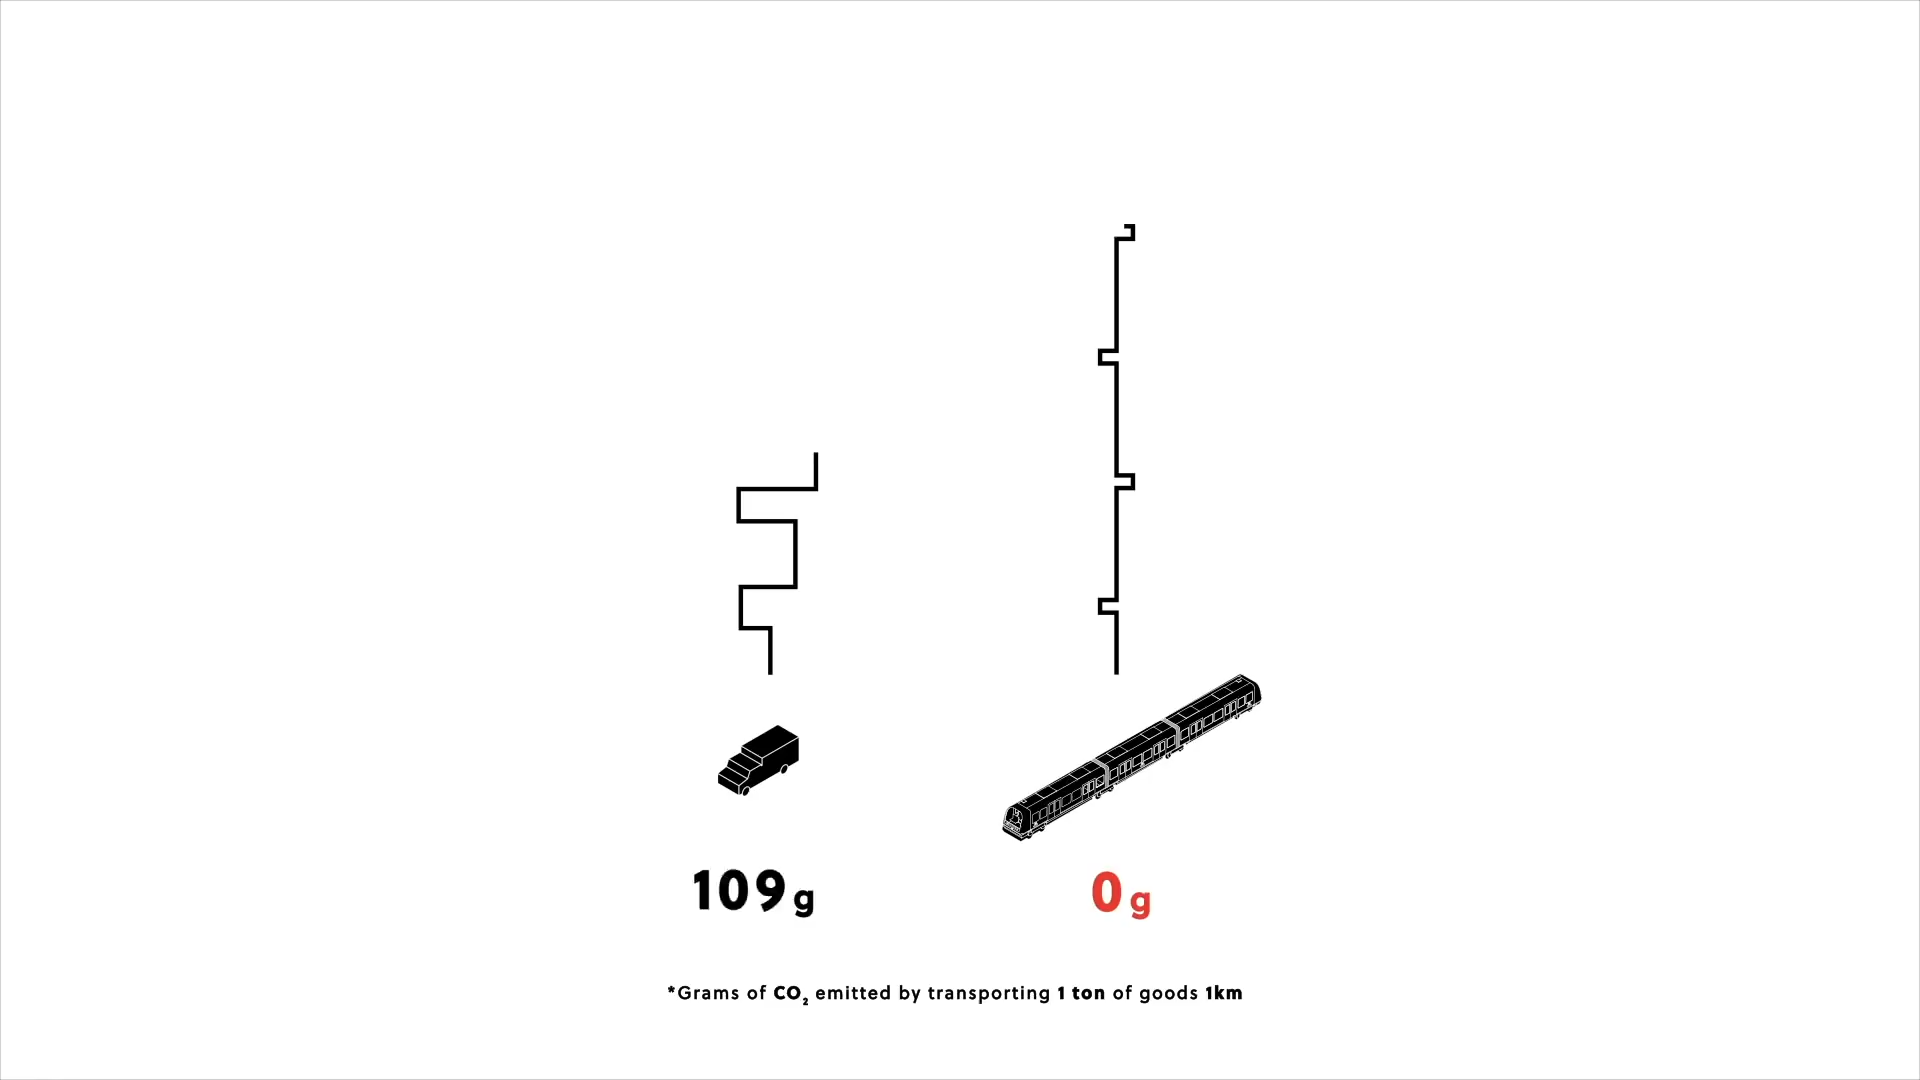 109g
0g
*Grams of CO₂ emitted by transporting 1 ton of goods 1km